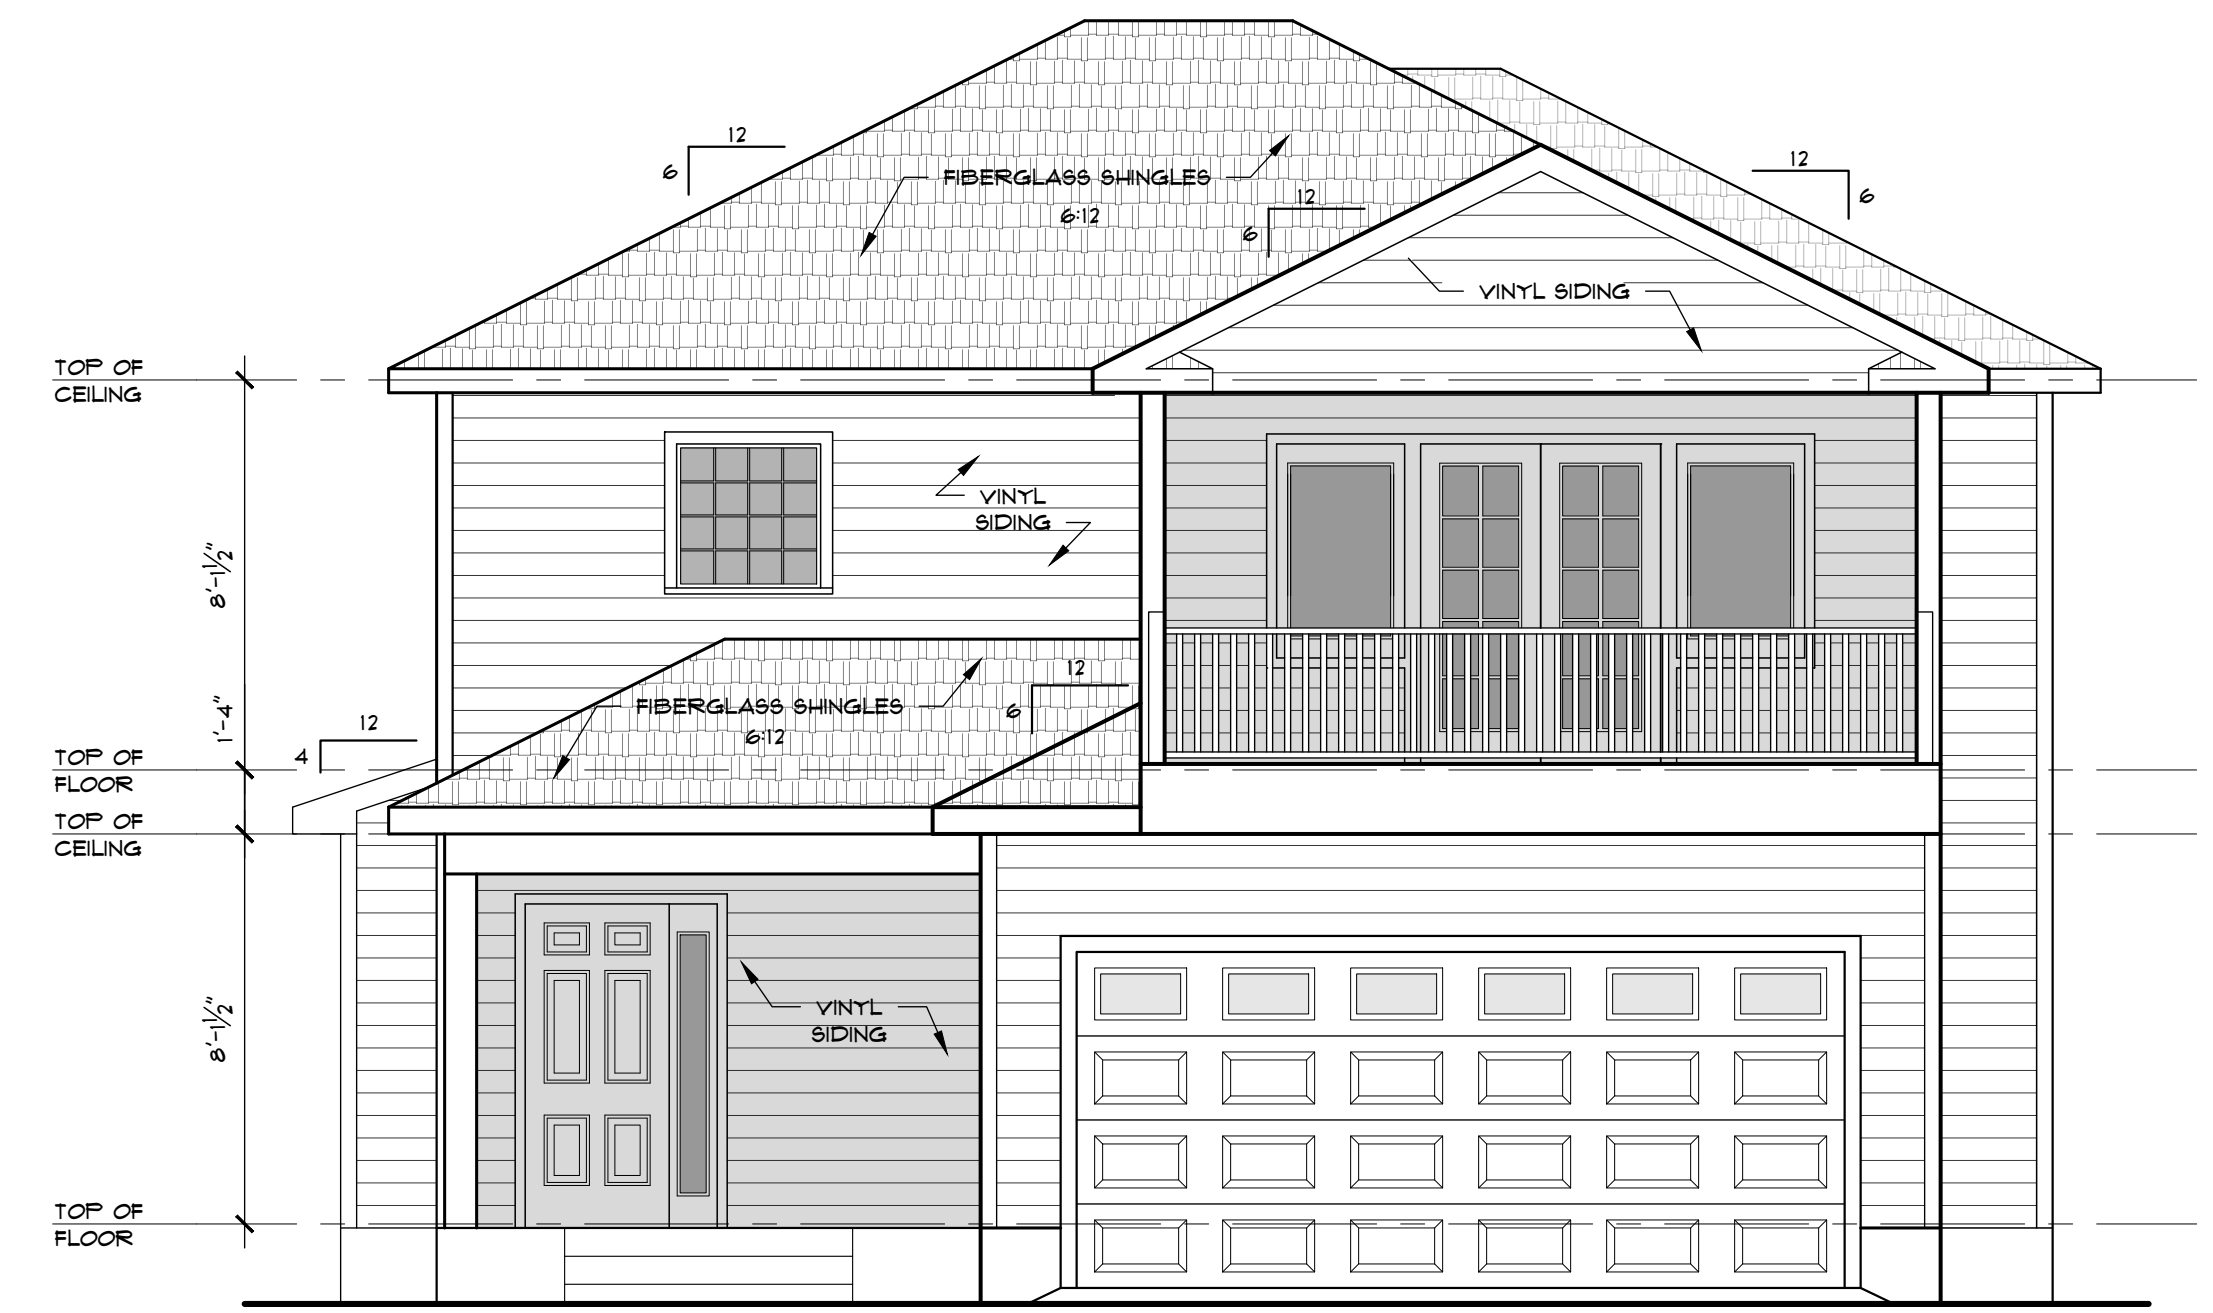 12
6
12
6
FIBERGLASS SHINGLES
6:12
12
6
VINYL SIDING
TOP OF
CEILING
VINYL
SIDING
8'-1½"
12
6
FIBERGLASS SHINGLES
6:12
1'-4"
12
4
TOP OF
FLOOR
TOP OF
CEILING
VINYL
SIDING
8'-1½"
TOP OF
FLOOR